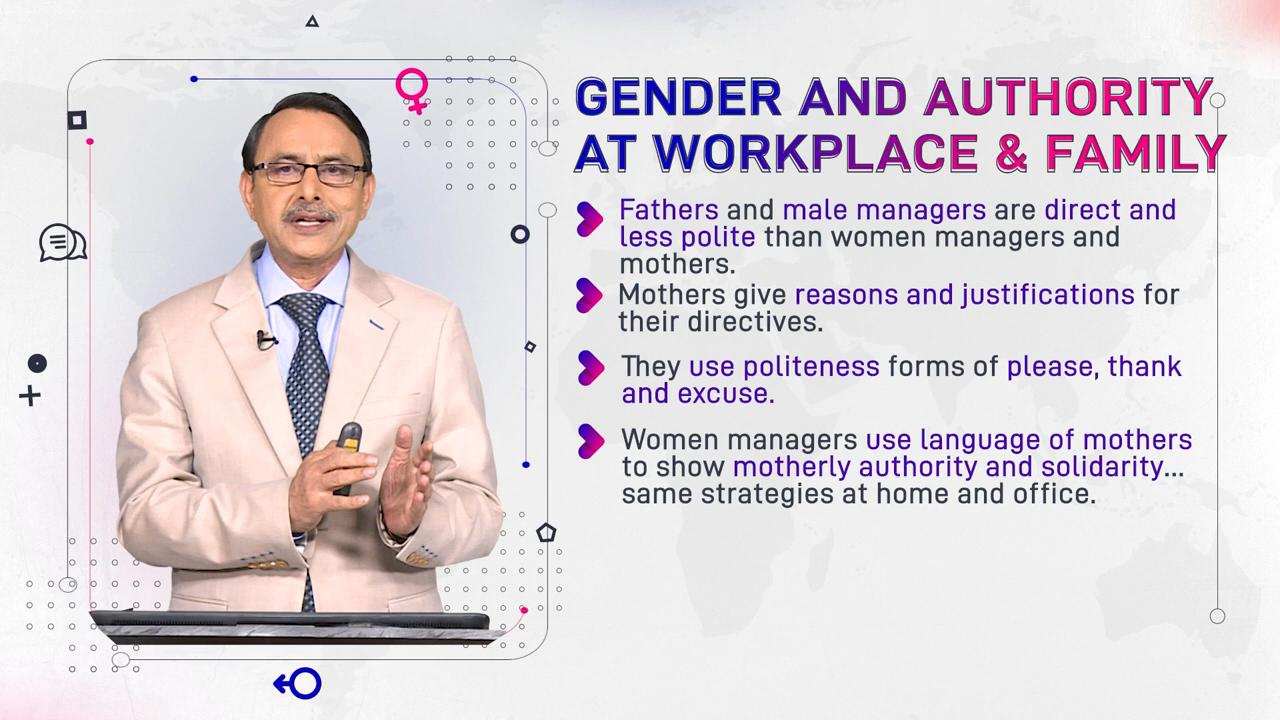 GENDER AND AUTHORITY
AT WORKPLACE & FAMILY
Fathers and male managers are direct and
less polite than women managers and
mothers.
Mothers give reasons and justifications for
their directives.
They use politeness forms of please, thank
and excuse.
Women managers use language of mothers
to show motherly authority and solidarity...
same strategies at home and office.